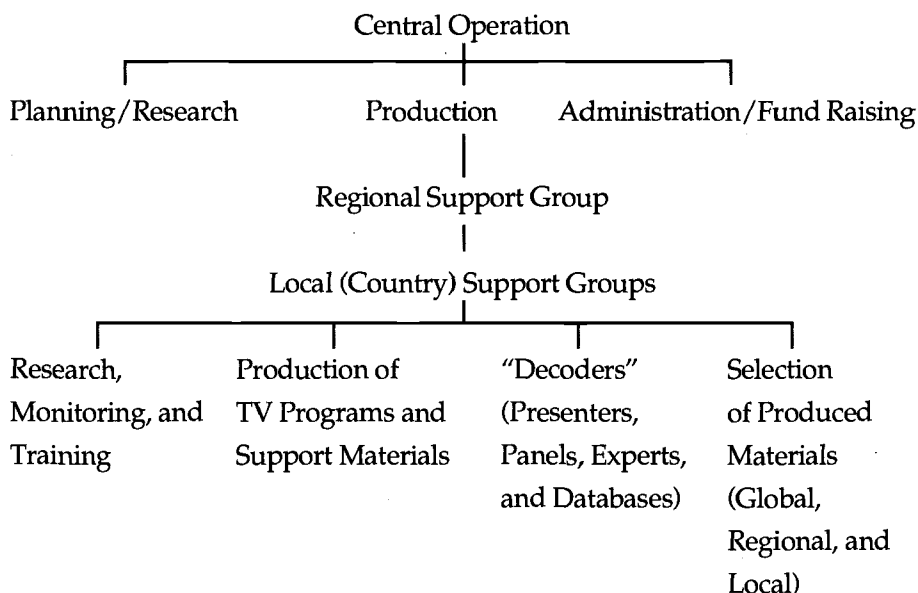 Central Operation
Planning/Research Production Administration/Fund Raising
Regional Support Group
Local (Country) Support Groups
Research,
Monitoring, and
Training
Production of
TV Programs and
Support Materials
“Decoders”
(Presenters,
Panels, Experts,
and Databases)
Selection
of Produced
Materials
(Global,
Regional, and
Local)